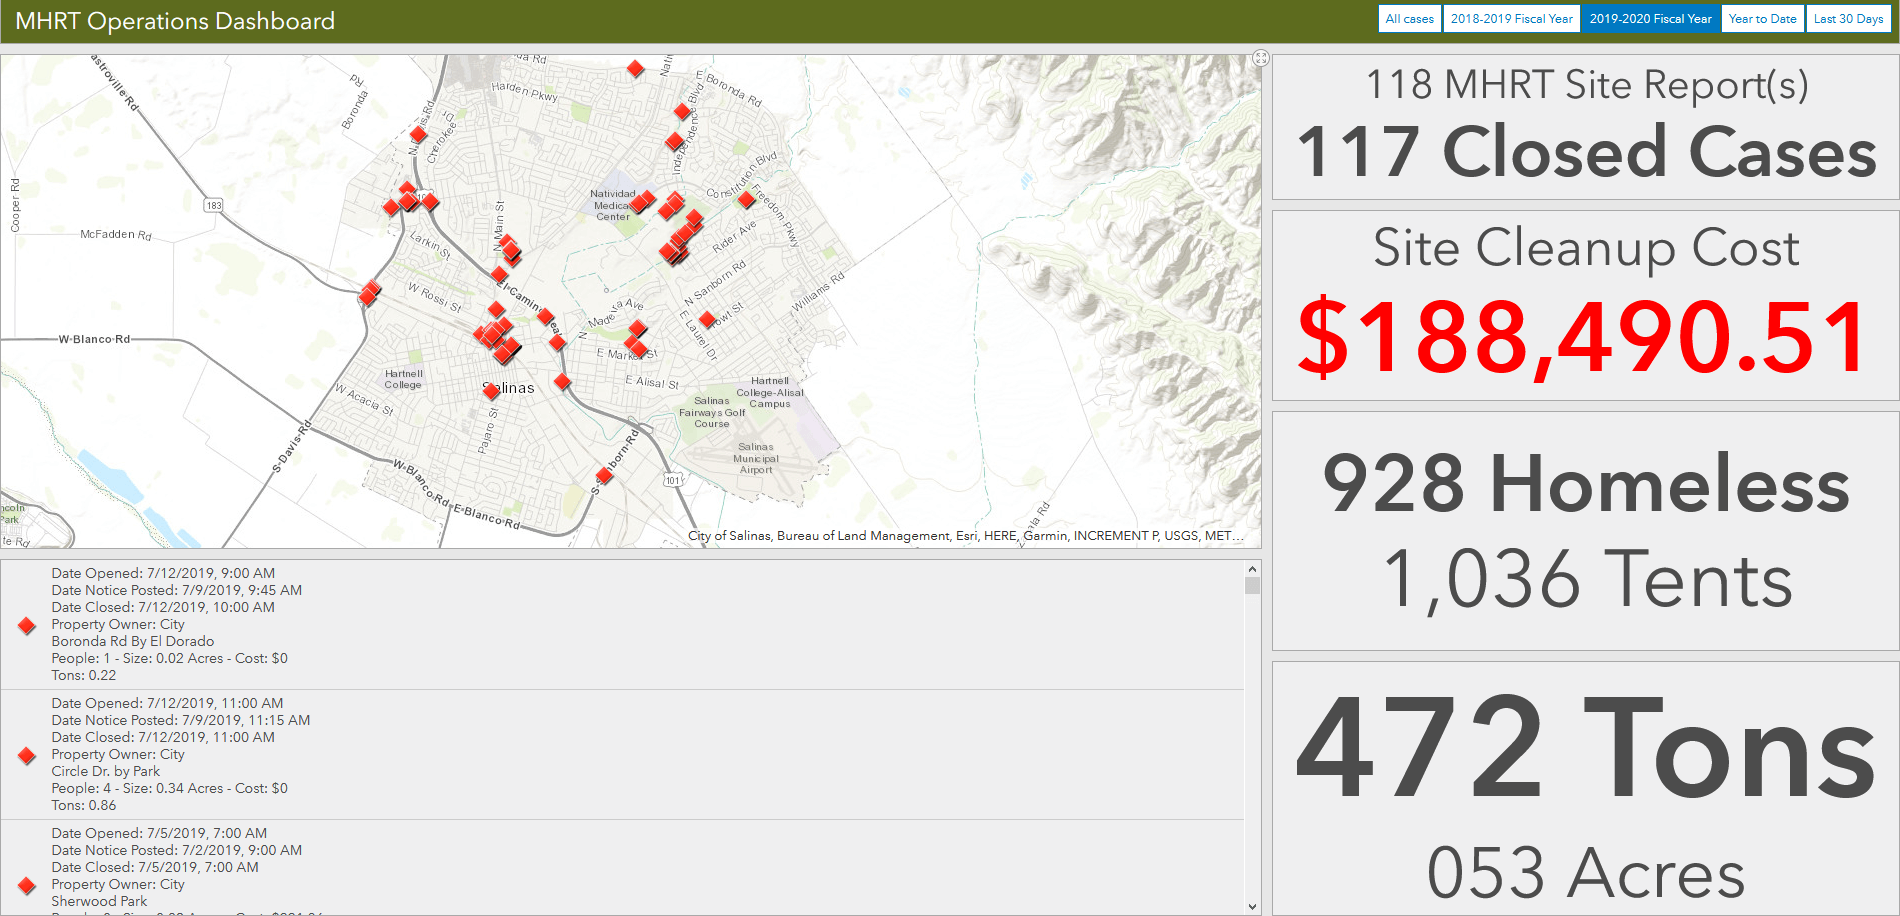 MHRT Operations Dashboard
All cases
2018-2019 Fiscal Year
2019-2020 Fiscal Year
Year to Date
Last 30 Days
Harden Pkwy
E Boronda Rd
Boronda Rd
Independence Blvd
Constitution Blvd
Freedom Pkwy
Cooper Rd
183
McFadden Rd
Natividad
Medical
Center
N Main St
Larkin St
Rider Ave
W Rossi St
N Sanborn Rd
Williams Rd
W Blanco Rd
E Laurel Dr
E Market St
Hartnell
College
Salinas
E Alisal St
Hartnell
College-Alisal
Campus
W Acacia St
Salinas
Fairways Golf
Course
Pajaro St
S Davis Rd
Salinas
Municipal
Airport
W Blanco Rd
E Blanco Rd
101
City of Salinas, Bureau of Land Management, Esri, HERE, Garmin, INCREMENT P, USGS, MET...
118 MHRT Site Report(s)
117 Closed Cases
Site Cleanup Cost
$188,490.51
928 Homeless
1,036 Tents
472 Tons
053 Acres
Date Opened: 7/12/2019, 9:00 AM
Date Notice Posted: 7/9/2019, 9:45 AM
Date Closed: 7/12/2019, 10:00 AM
Property Owner: City
Boronda Rd By El Dorado
People: 1 - Size: 0.02 Acres - Cost: $0
Tons: 0.22
Date Opened: 7/12/2019, 11:00 AM
Date Notice Posted: 7/9/2019, 11:15 AM
Date Closed: 7/12/2019, 11:00 AM
Property Owner: City
Circle Dr. by Park
People: 4 - Size: 0.34 Acres - Cost: $0
Tons: 0.86
Date Opened: 7/5/2019, 7:00 AM
Date Notice Posted: 7/2/2019, 9:00 AM
Date Closed: 7/5/2019, 7:00 AM
Property Owner: City
Sherwood Park